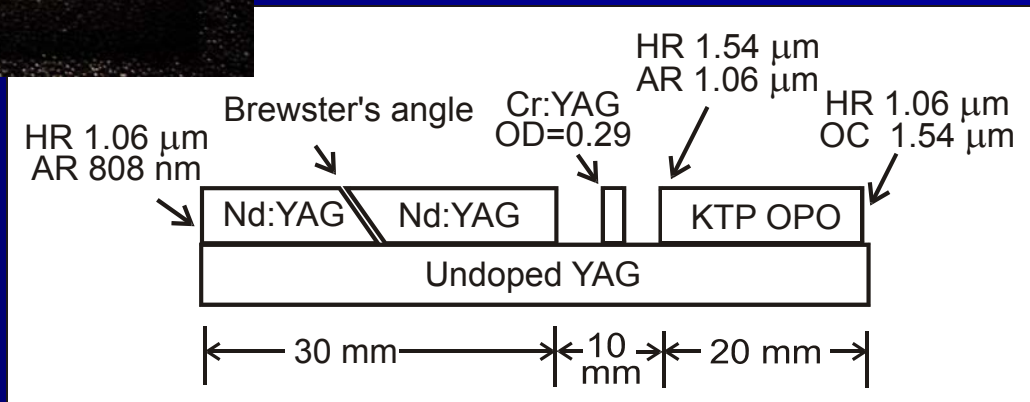 HR 1.54 μm
AR 1.06 μm
Brewster's angle
Cr:YAG
OD=0.29
HR 1.06 μm
OC 1.54 μm
HR 1.06 μm
AR 808 nm
Nd:YAG
Nd:YAG
KTP OPO
Undoped YAG
30 mm
10
mm
20 mm